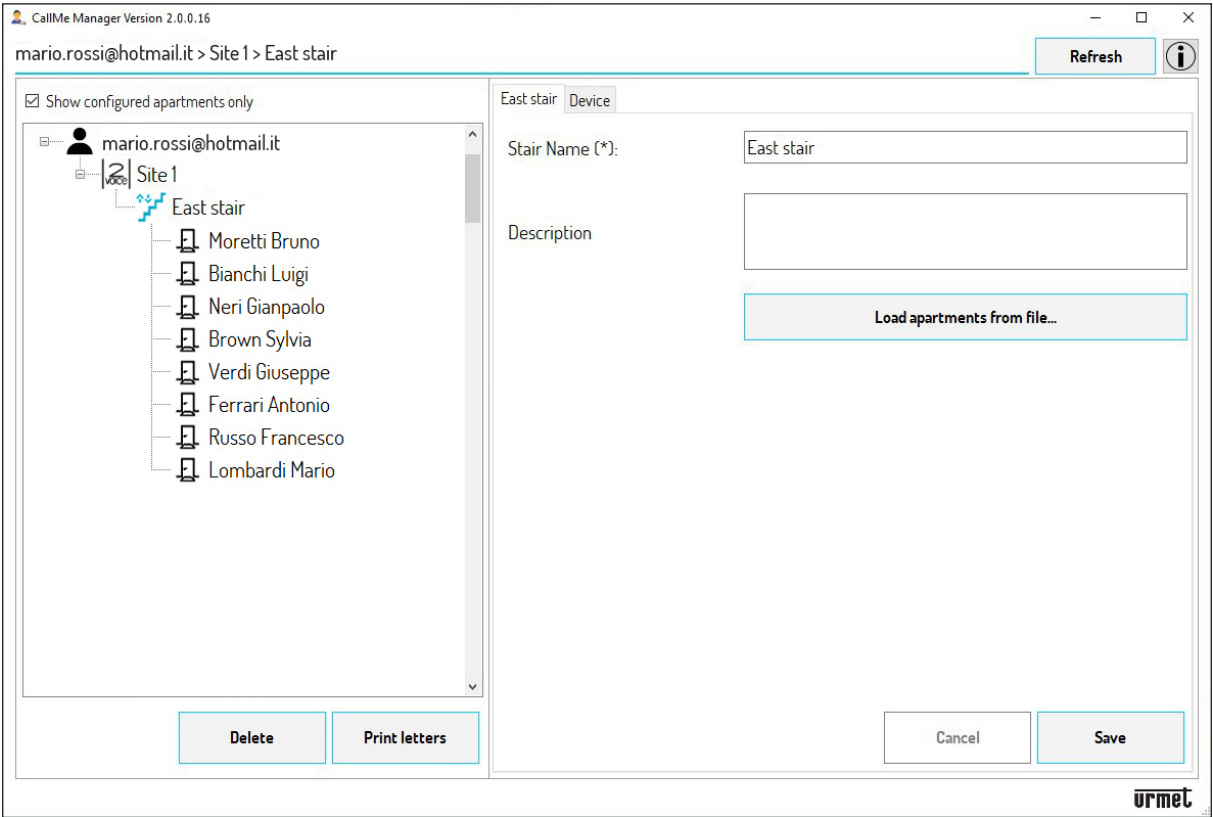 CallMe Manager Version 2.0.0.16
mario.rossi@hotmail.it > Site 1 > East stair
Refresh
i
Show configured apartments only
mario.rossi@hotmail.it
2 VOICE Site 1
East stair
Moretti Bruno
Bianchi Luigi
Neri Gianpaolo
Brown Sylvia
Verdi Giuseppe
Ferrari Antonio
Russo Francesco
Lombardi Mario
Delete
Print letters
East stair Device
Stair Name (*): East stair
Description
Load apartments from file...
Cancel
Save
urmet